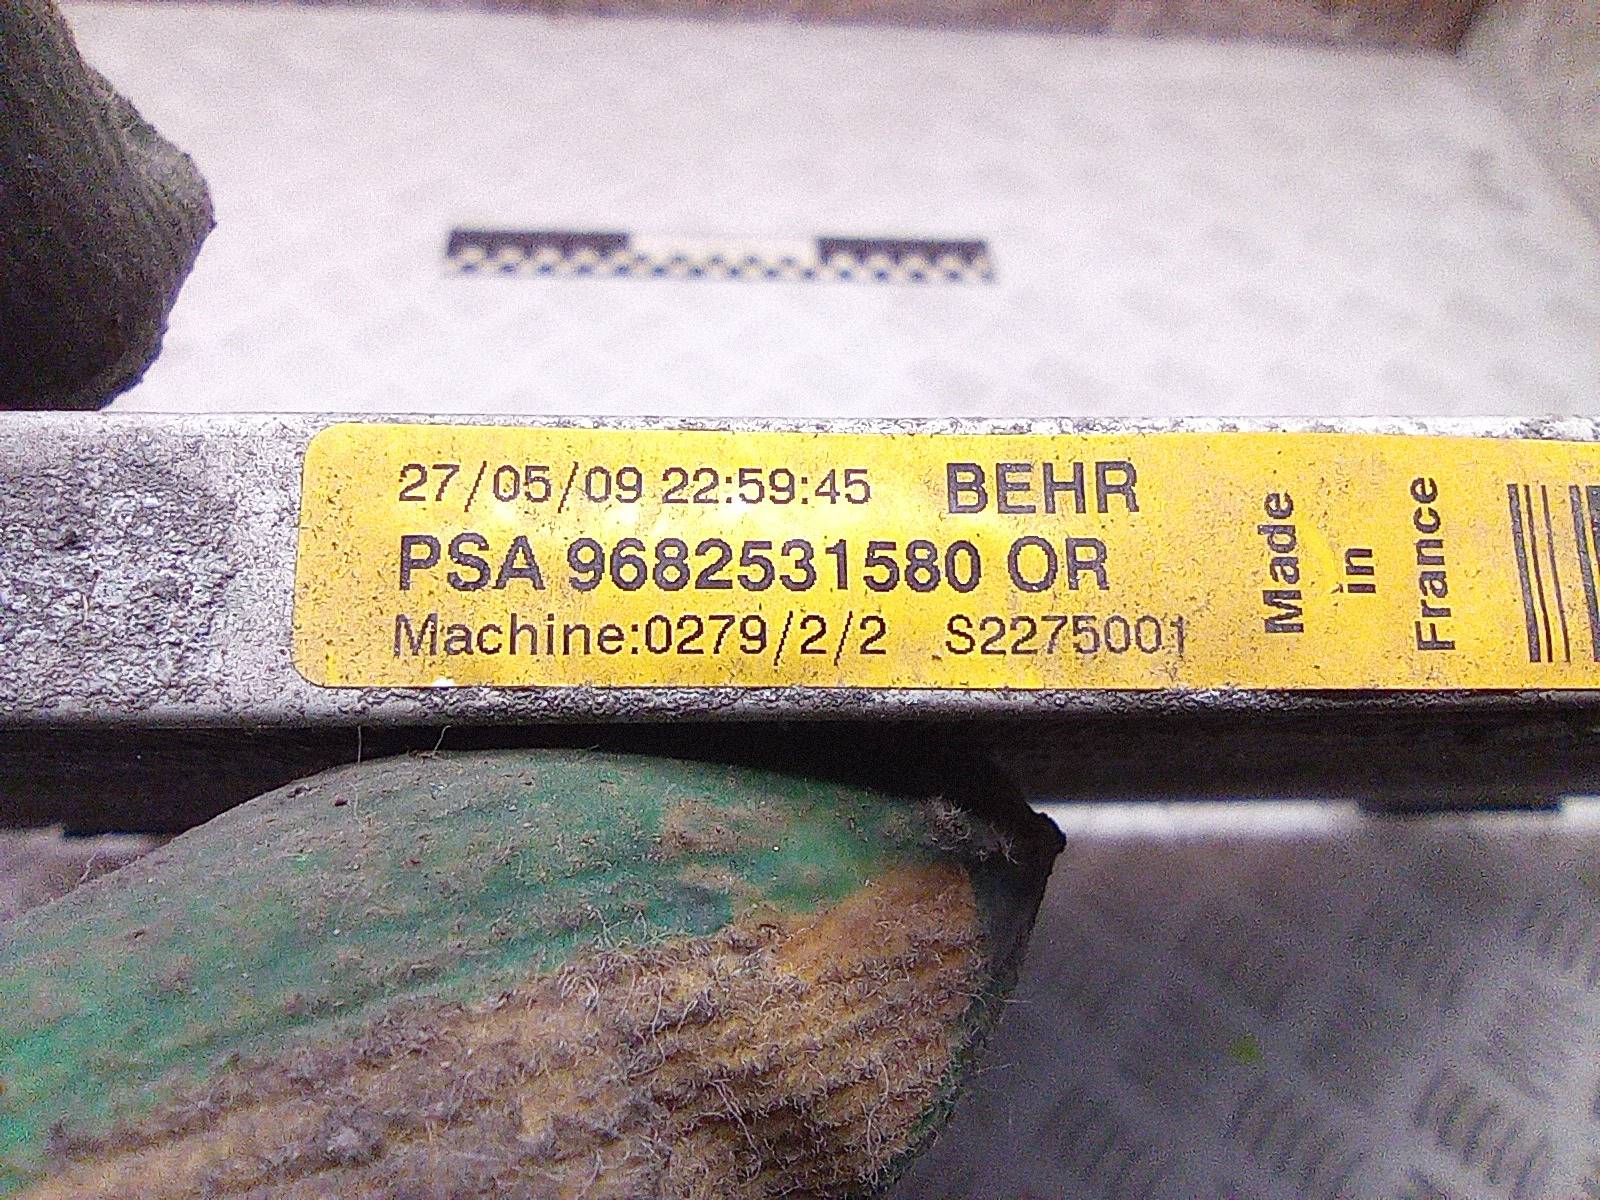 27/05/09 22:59:45 BEHR
PSA 9682531580 OR
Machine:0279/2/2 S2275001
Made
in
France